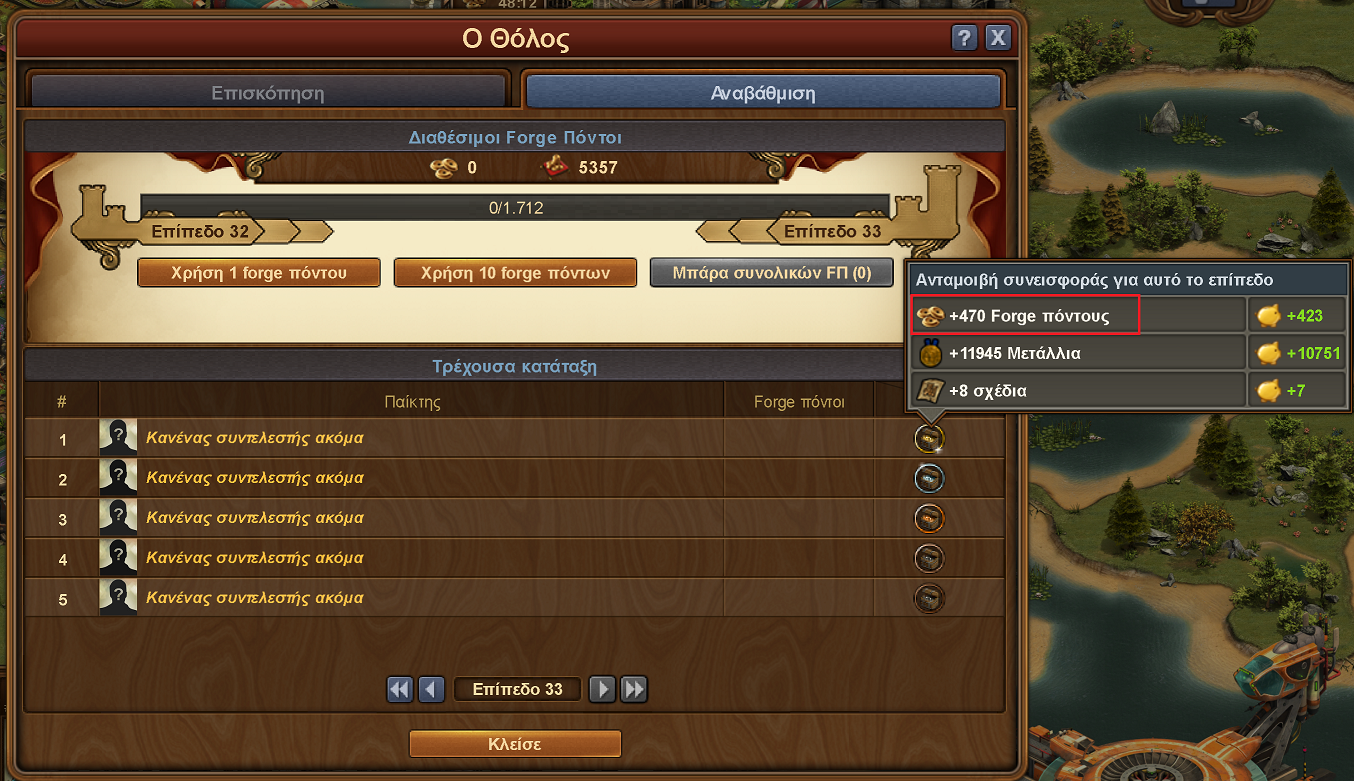 48:12
Ο Θόλος
? X
Επισκόπηση Αναβάθμιση
Διαθέσιμοι Forge Πόντοι
0 5357
0/1.712
Επίπεδο 32 Επίπεδο 33
Χρήση 1 forge πόντου Χρήση 10 forge πόντων Μπάρα συνολικών FΠ (0)
Ανταμοιβή συνεισφοράς για αυτό το επίπεδο
+470 Forge πόντους +423
+11945 Μετάλλια +10751
+8 σχέδια +7
Τρέχουσα κατάταξη
# Παίκτης Forge πόντοι
1 ? Κανένας συντελεστής ακόμα
2 ? Κανένας συντελεστής ακόμα
3 ? Κανένας συντελεστής ακόμα
4 ? Κανένας συντελεστής ακόμα
5 ? Κανένας συντελεστής ακόμα
Επίπεδο 33
Κλείσε